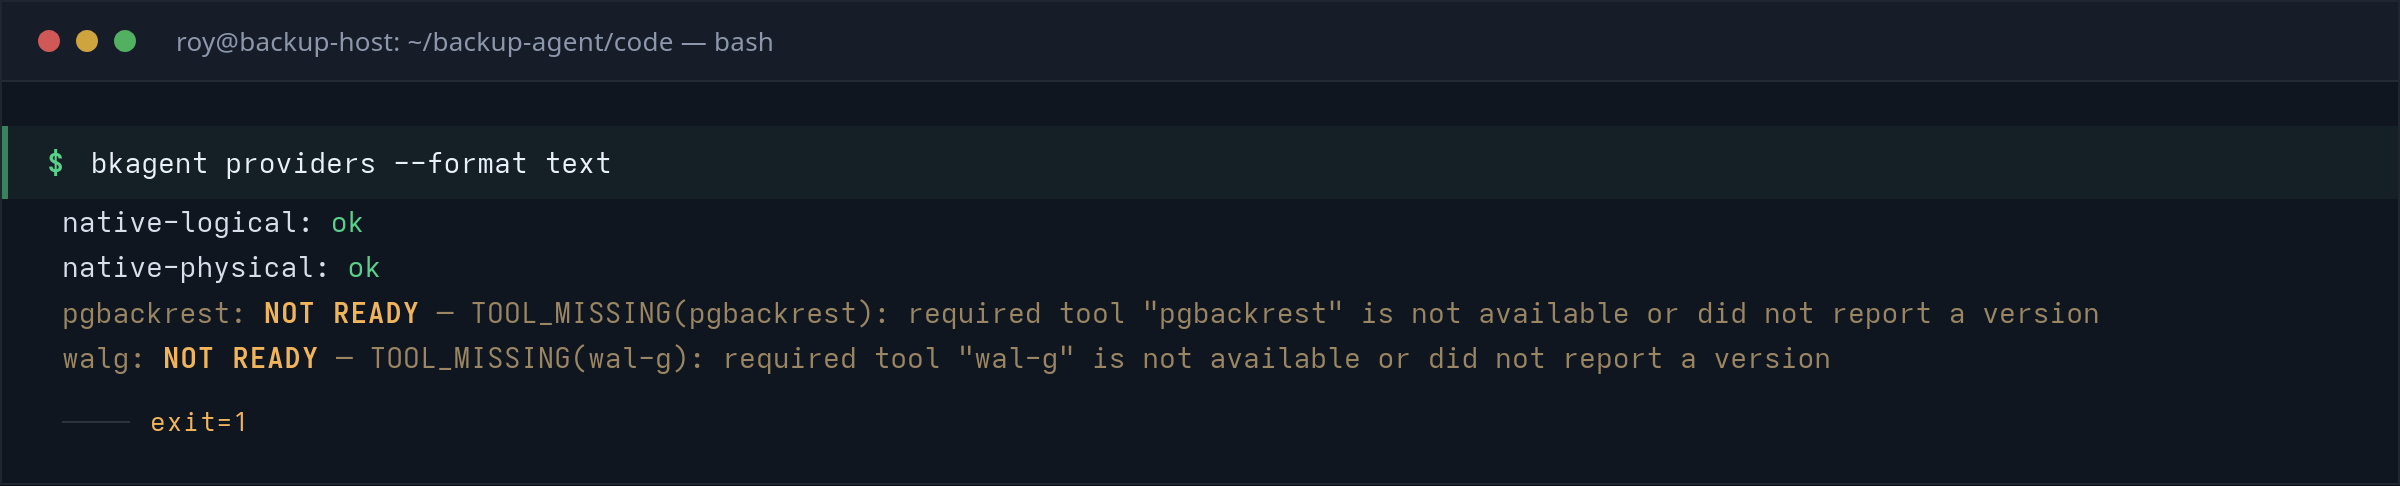 roy@backup-host: ~/backup-agent/code — bash
$ bkagent providers --format text
native-logical: ok
native-physical: ok
pgbackrest: NOT READY — TOOL_MISSING(pgbackrest): required tool "pgbackrest" is not available or did not report a version
walg: NOT READY — TOOL_MISSING(wal-g): required tool "wal-g" is not available or did not report a version
exit=1